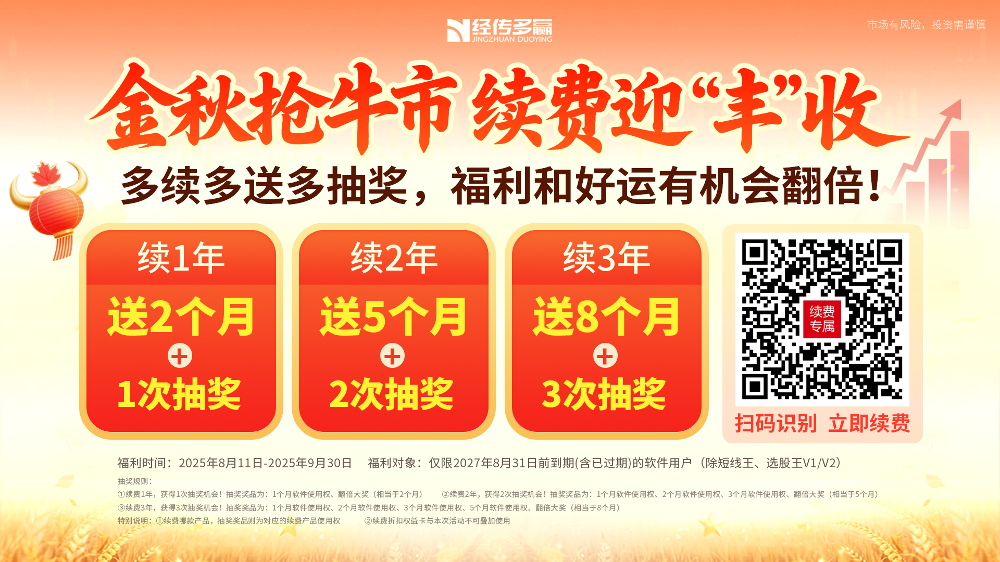 经传多赢
JINGZHUAN DUOYING
市场有风险，投资需谨慎
金秋抢牛市 续费迎“丰”收
多续多送多抽奖，福利和好运有机会翻倍！
续1年
送2个月
+
1次抽奖
续2年
送5个月
+
2次抽奖
续3年
送8个月
+
3次抽奖
续费
专属
扫码识别 立即续费
福利时间：2025年8月11日-2025年9月30日 福利对象：仅限2027年8月31日前到期(含已过期)的软件用户（除短线王、选股王V1/V2）
抽奖规则：
①续费1年，获得1次抽奖机会！抽奖奖品为：1个月软件使用权、翻倍大奖（相当于2个月） ②续费2年，获得2次抽奖机会！抽奖奖品为：1个月软件使用权、2个月软件使用权、3个月软件使用权、翻倍大奖（相当于5个月）
③续费3年，获得3次抽奖机会！抽奖奖品为：1个月软件使用权、2个月软件使用权、3个月软件使用权、5个月软件使用权、翻倍大奖（相当于8个月）
特别说明：①续费哪款产品，抽奖奖品则为对应的续费产品使用权 ②续费折扣权益卡与本次活动不可叠加使用